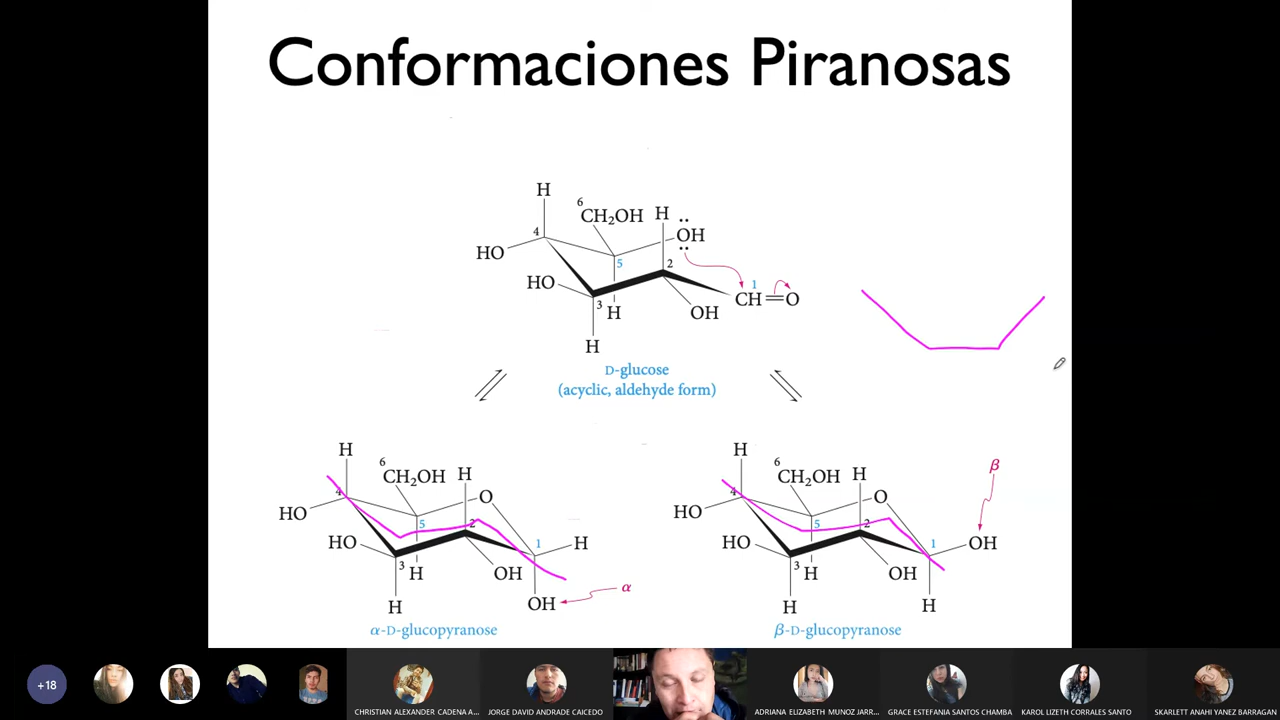 Conformaciones Piranosas
H
6
CH₂OH
H
4
OH
HO
5
2
HO
1
CH=O
3
H
OH
H
D-glucose
(acyclic, aldehyde form)
H
6
CH₂OH
H
4
O
HO
5
2
HO
1
H
3
H
OH
OH
α
H
α-D-glucopyranose
H
6
CH₂OH
H
β
4
O
HO
5
2
HO
1
OH
3
H
OH
H
H
β-D-glucopyranose
+18
CHRISTIAN ALEXANDER CADENA A...
JORGE DAVID ANDRADE CAICEDO
ADRIANA ELIZABETH MUNOZ JARR...
GRACE ESTEFANIA SANTOS CHAMBA
KAROL LIZETH CORRALES SANTO
SKARLETT ANAHI YANEZ BARRAGAN